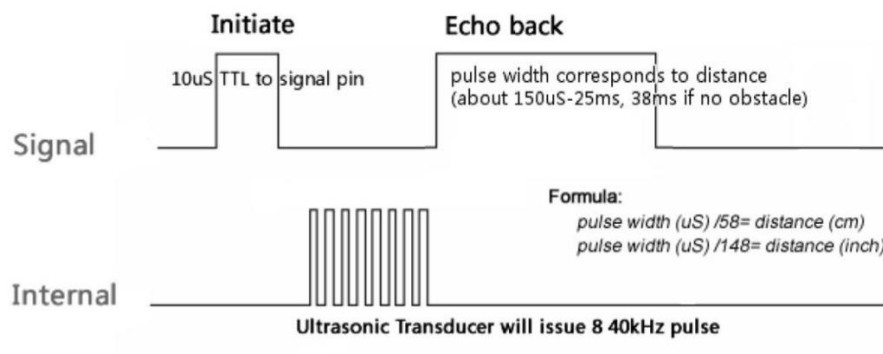 Initiate
Echo back
10uS TTL to signal pin
pulse width corresponds to distance
(about 150uS-25ms, 38ms if no obstacle)
Signal
Formula:
pulse width (uS) /58= distance (cm)
pulse width (uS) /148= distance (inch)
Internal
Ultrasonic Transducer will issue 8 40kHz pulse